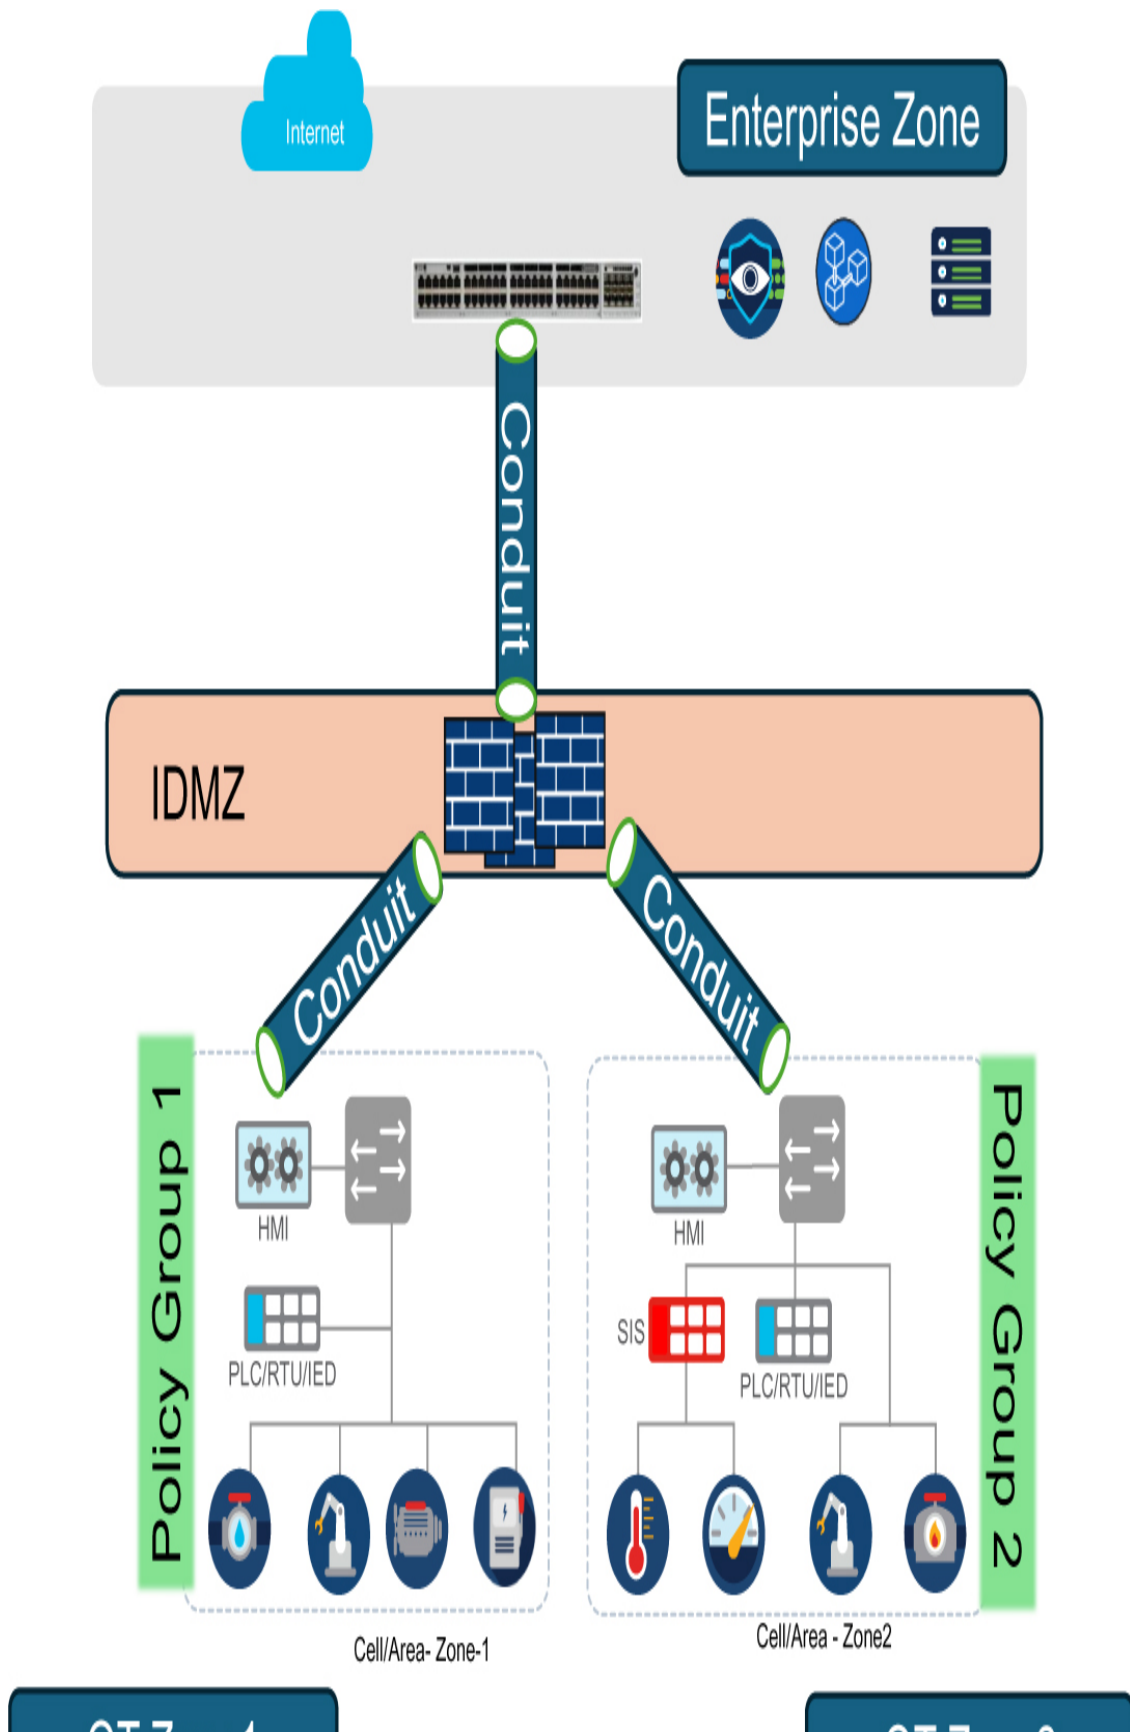 Internet
Enterprise Zone
Conduit
IDMZ
Conduit
Conduit
Policy Group 1
HMI
PLC/RTU/IED
Policy Group 2
HMI
SIS
PLC/RTU/IED
Cell/Area- Zone-1
Cell/Area - Zone2